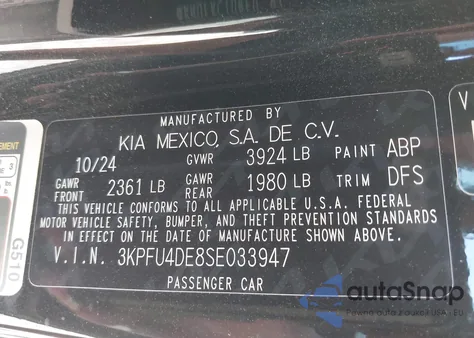 MANUFACTURED BY
KIA MEXICO, S.A. DE C.V.
10/24 GVWR 3924 LB PAINT ABP
GAWR FRONT 2361 LB GAWR REAR 1980 LB TRIM DFS
THIS VEHICLE CONFORMS TO ALL APPLICABLE U.S.A. FEDERAL
MOTOR VEHICLE SAFETY, BUMPER, AND THEFT PREVENTION STANDARDS
IN EFFECT ON THE DATE OF MANUFACTURE SHOWN ABOVE.
V.I.N. 3KPFU4DE8SE033947
PASSENGER CAR
G510
autoSnap